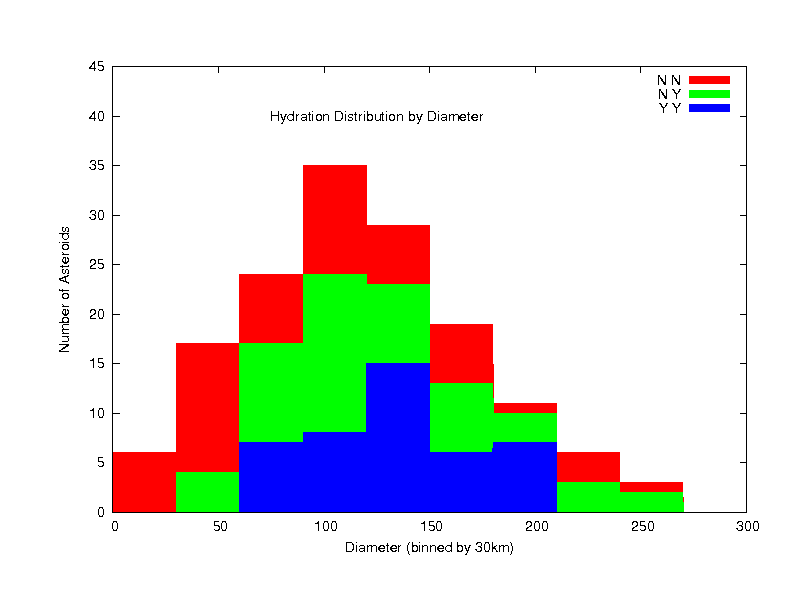 45
40
35
30
25
20
15
10
5
0
Number of Asteroids
Hydration Distribution by Diameter
N N
N Y
Y Y
0 50 100 150 200 250 300
Diameter (binned by 30km)